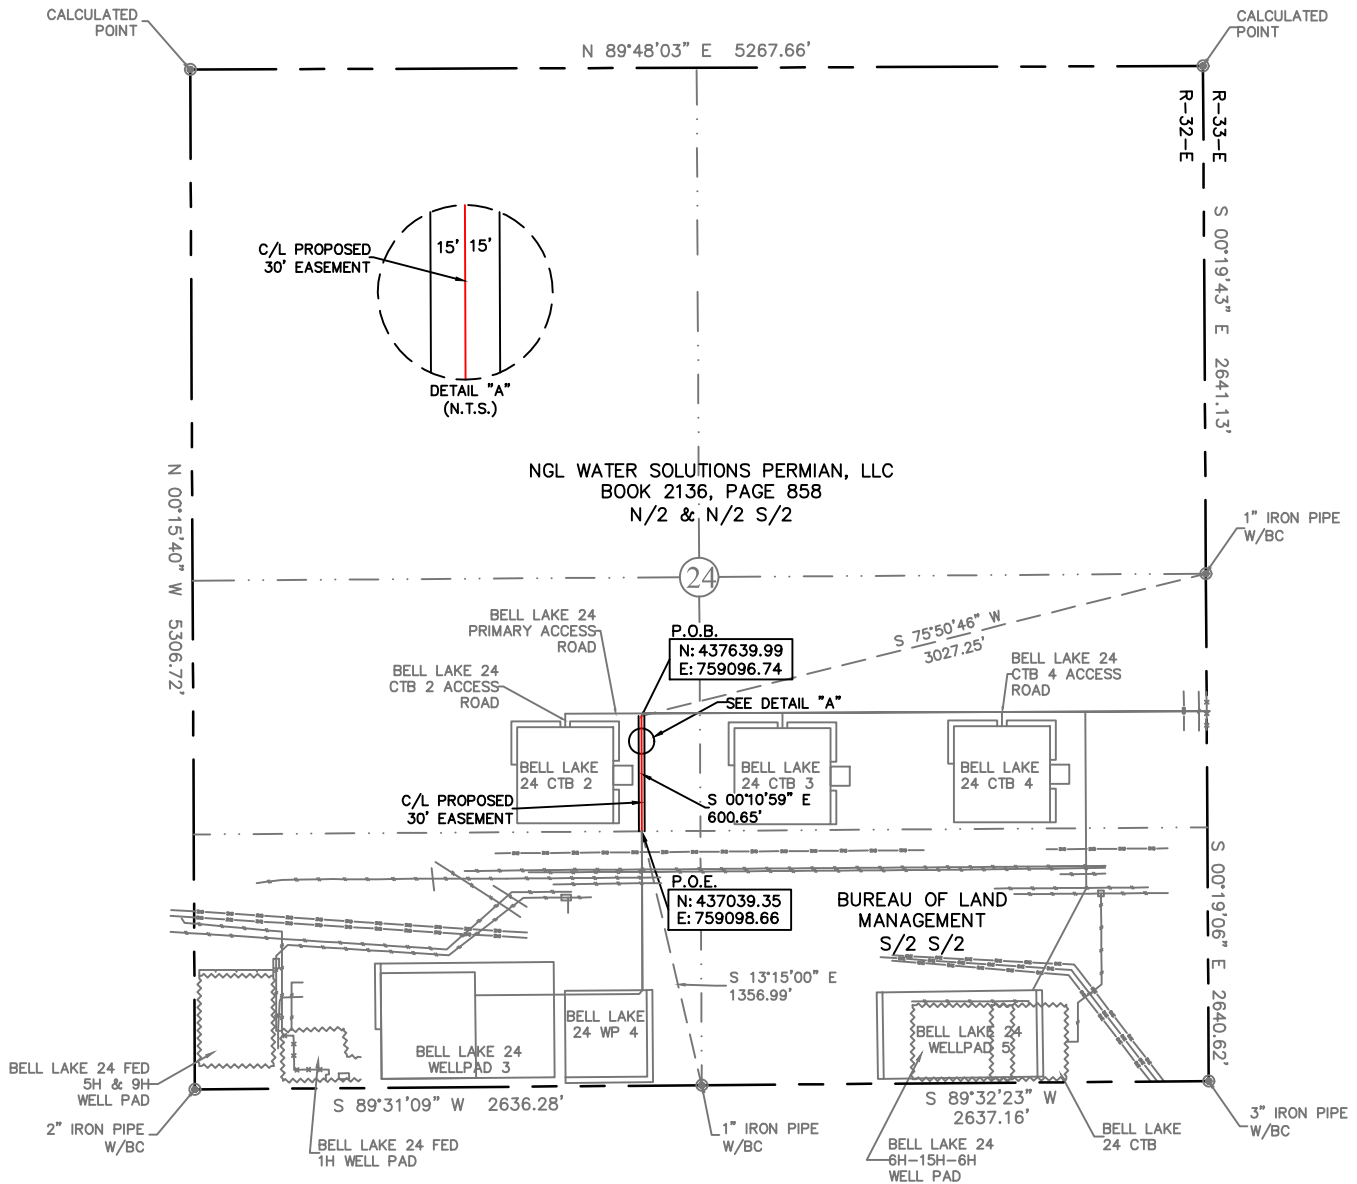 CALCULATED
POINT
N 89°48'03" E 5267.66'
CALCULATED
POINT
R-33-E
R-32-E
S 00°19'43" E 2641.13'
C/L PROPOSED
30' EASEMENT
15' 15'
DETAIL "A"
(N.T.S.)
N 00°15'40" W 5306.72'
NGL WATER SOLUTIONS PERMIAN, LLC
BOOK 2136, PAGE 858
N/2 & N/2 S/2
1" IRON PIPE
W/BC
24
BELL LAKE 24
PRIMARY ACCESS
ROAD
P.O.B.
N: 437639.99
E: 759096.74
S 75°50'46" W
3027.25'
BELL LAKE 24
CTB 4 ACCESS
ROAD
BELL LAKE 24
CTB 2 ACCESS
ROAD
SEE DETAIL "A"
BELL LAKE
24 CTB 2
BELL LAKE
24 CTB 3
BELL LAKE
24 CTB 4
C/L PROPOSED
30' EASEMENT
S 00°10'59" E
600.65'
S 00°19'06" E 2640.62'
P.O.E.
N: 437039.35
E: 759098.66
BUREAU OF LAND
MANAGEMENT
S/2 S/2
S 13°15'00" E
1356.99'
BELL LAKE
24 WP 4
BELL LAKE 24
WELLPAD 3
BELL LAKE 24
WELLPAD 5
BELL LAKE 24 FED
5H & 9H
WELL PAD
S 89°31'09" W 2636.28'
S 89°32'23" W
2637.16'
2" IRON PIPE
W/BC
BELL LAKE 24 FED
1H WELL PAD
1" IRON PIPE
W/BC
BELL LAKE 24
6H-15H-6H
WELL PAD
BELL LAKE
24 CTB
3" IRON PIPE
W/BC